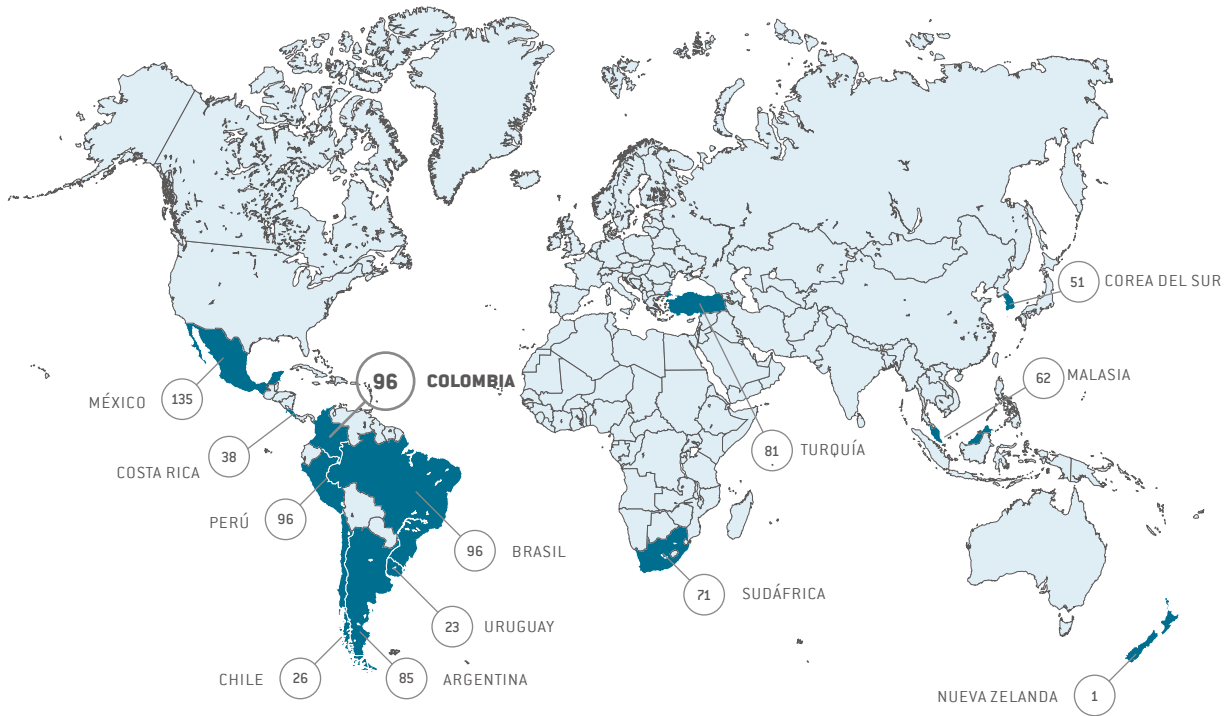 51 COREA DEL SUR
62 MALASIA
96 COLOMBIA
MÉXICO 135
81 TURQUÍA
COSTA RICA 38
PERÚ 96
96 BRASIL
71 SUDÁFRICA
23 URUGUAY
CHILE 26
85 ARGENTINA
NUEVA ZELANDA 1